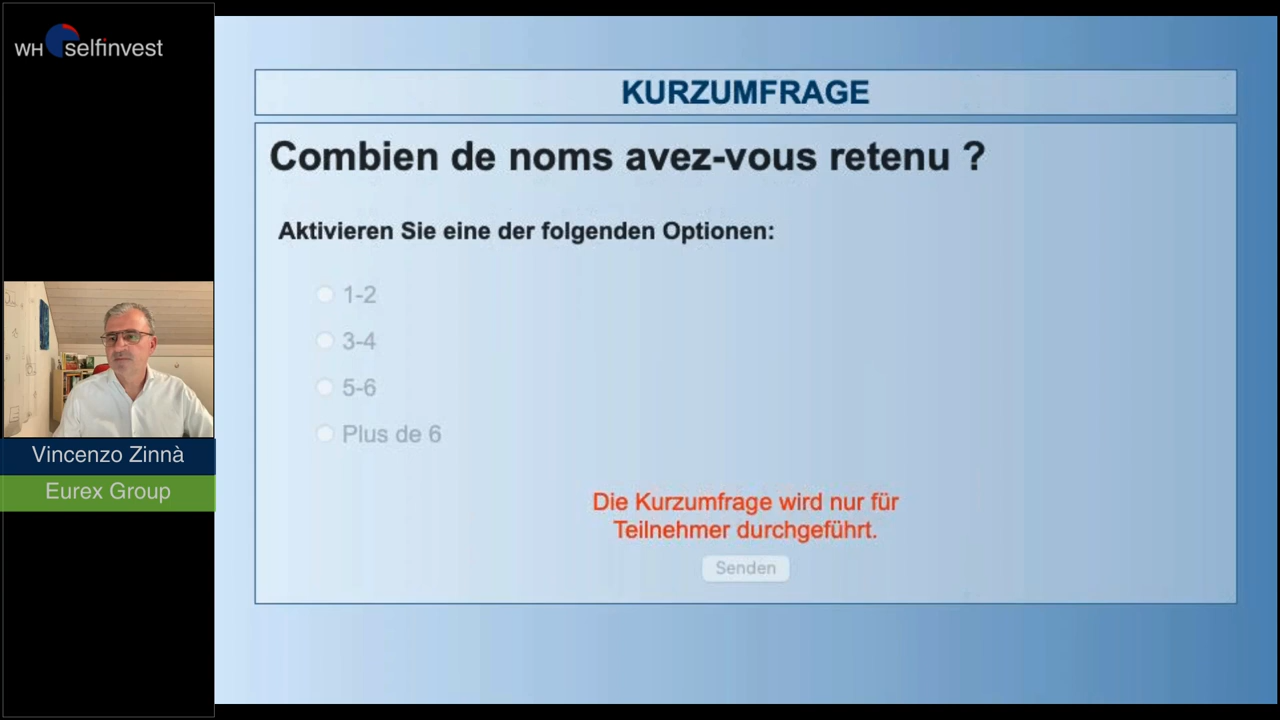 WH selfinvest
KURZUMFRAGE
Combien de noms avez-vous retenu ?
Aktivieren Sie eine der folgenden Optionen:
1-2
3-4
5-6
Plus de 6
Die Kurzumfrage wird nur für
Teilnehmer durchgeführt.
Senden
Vincenzo Zinnà
Eurex Group